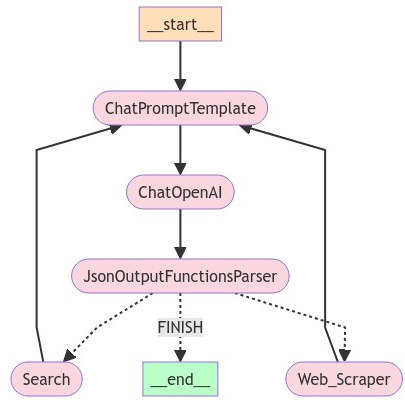 __start__
ChatPromptTemplate
ChatOpenAI
JsonOutputFunctionsParser
FINISH
Search
__end__
Web_Scraper